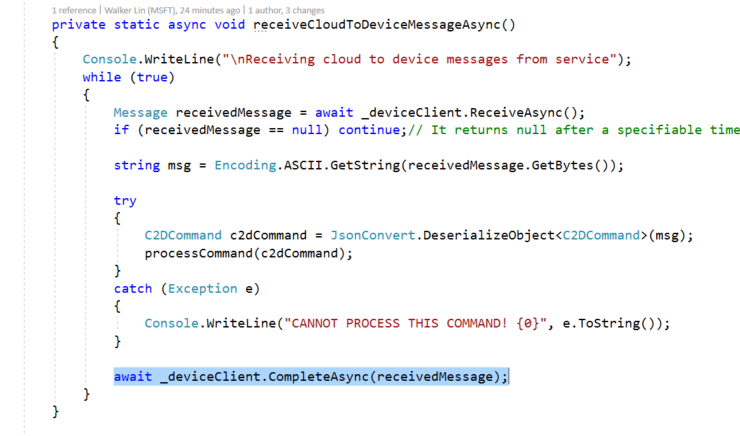 1 reference | Walker Lin (MSFT), 24 minutes ago | 1 author, 3 changes
private static async void receiveCloudToDeviceMessageAsync()
{
Console.WriteLine("\nReceiving cloud to device messages from service");
while (true)
{
Message receivedMessage = await _deviceClient.ReceiveAsync();
if (receivedMessage == null) continue;// It returns null after a specifiable time
string msg = Encoding.ASCII.GetString(receivedMessage.GetBytes());
try
{
C2DCommand c2dCommand = JsonConvert.DeserializeObject<C2DCommand>(msg);
processCommand(c2dCommand);
}
catch (Exception e)
{
Console.WriteLine("CANNOT PROCESS THIS COMMAND! {0}", e.ToString());
}
await _deviceClient.CompleteAsync(receivedMessage);
}
}